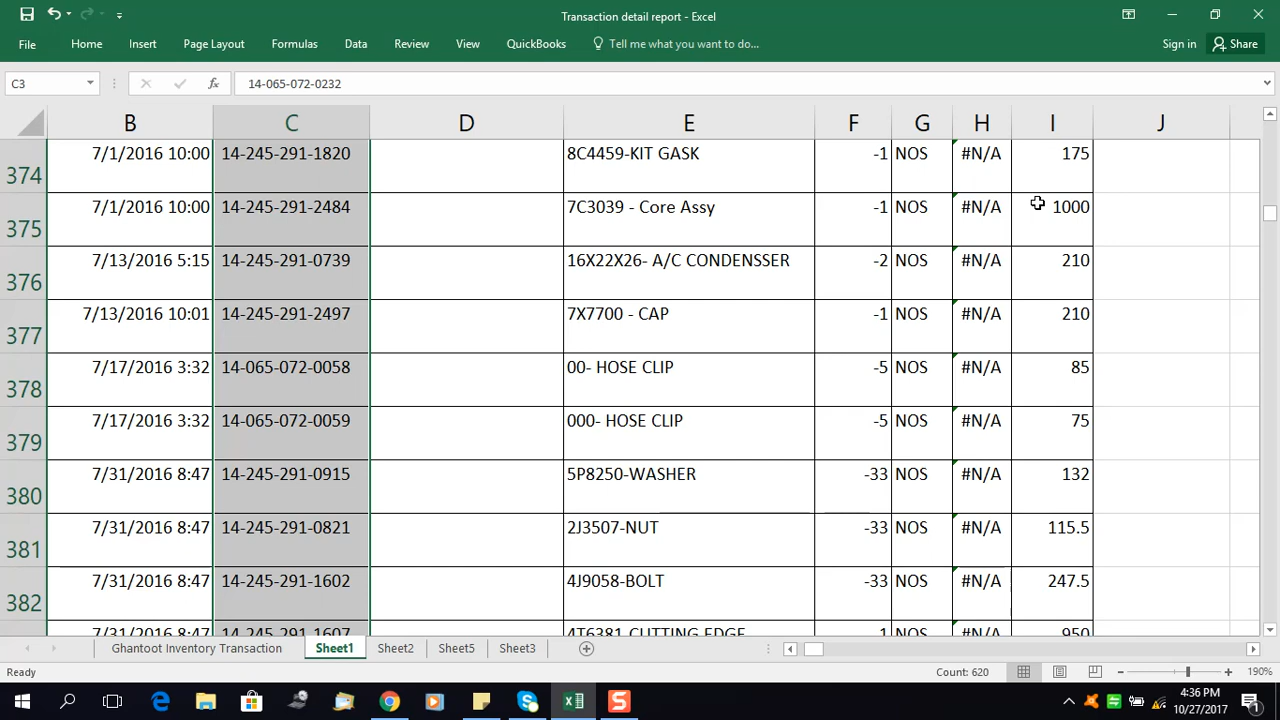 Transaction detail report - Excel
File Home Insert Page Layout Formulas Data Review View QuickBooks Tell me what you want to do... Sign in Share
C3 fx 14-065-072-0232
B C D E F G H I J
374 7/1/2016 10:00 14-245-291-1820 8C4459-KIT GASK -1 NOS #N/A 175
375 7/1/2016 10:00 14-245-291-2484 7C3039 - Core Assy -1 NOS #N/A 1000
376 7/13/2016 5:15 14-245-291-0739 16X22X26- A/C CONDENSSER -2 NOS #N/A 210
377 7/13/2016 10:01 14-245-291-2497 7X7700 - CAP -1 NOS #N/A 210
378 7/17/2016 3:32 14-065-072-0058 00- HOSE CLIP -5 NOS #N/A 85
379 7/17/2016 3:32 14-065-072-0059 000- HOSE CLIP -5 NOS #N/A 75
380 7/31/2016 8:47 14-245-291-0915 5P8250-WASHER -33 NOS #N/A 132
381 7/31/2016 8:47 14-245-291-0821 2J3507-NUT -33 NOS #N/A 115.5
382 7/31/2016 8:47 14-245-291-1602 4J9058-BOLT -33 NOS #N/A 247.5
7/31/2016 8:47 14-245-291-1607 4T6381-CUTTING EDGE 1 NOS #N/A 950
Ghantoot Inventory Transaction Sheet1 Sheet2 Sheet5 Sheet3
Ready Count: 620 190%
4:36 PM
10/27/2017